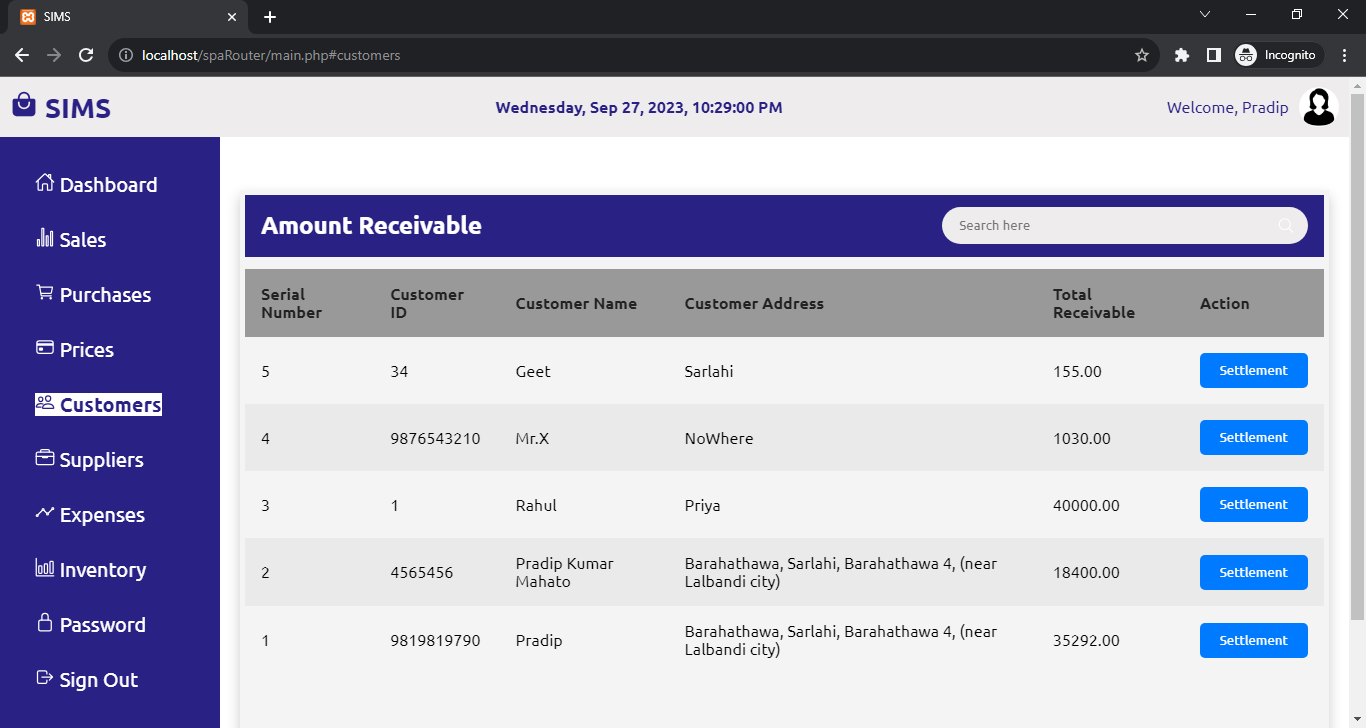 SIMS
localhost/spaRouter/main.php#customers
Incognito
SIMS
Wednesday, Sep 27, 2023, 10:29:00 PM
Welcome, Pradip
Dashboard
Sales
Purchases
Prices
Customers
Suppliers
Expenses
Inventory
Password
Sign Out
Amount Receivable
Search here
Serial Number Customer ID Customer Name Customer Address Total Receivable Action
5 34 Geet Sarlahi 155.00 Settlement
4 9876543210 Mr.X NoWhere 1030.00 Settlement
3 1 Rahul Priya 40000.00 Settlement
2 4565456 Pradip Kumar Mahato Barahathawa, Sarlahi, Barahathawa 4, (near Lalbandi city) 18400.00 Settlement
1 9819819790 Pradip Barahathawa, Sarlahi, Barahathawa 4, (near Lalbandi city) 35292.00 Settlement